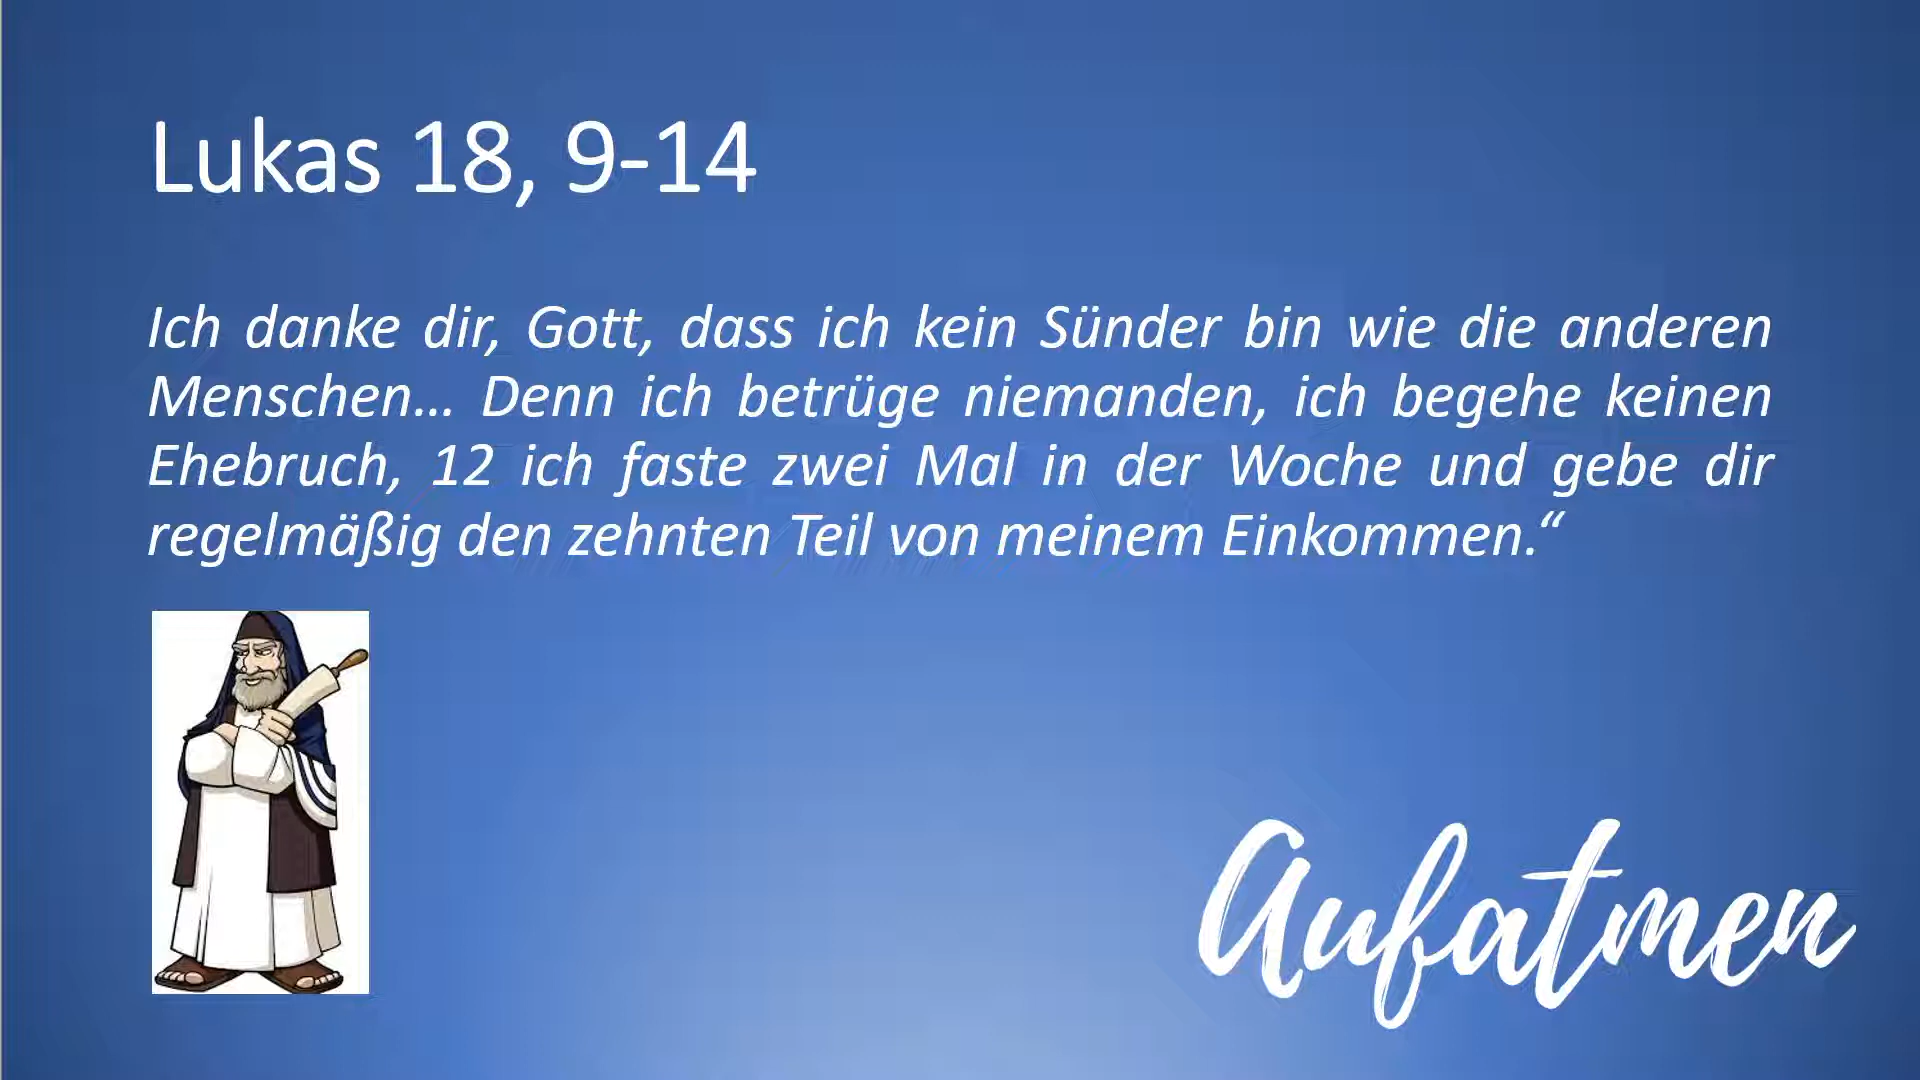 Lukas 18, 9-14
Ich danke dir, Gott, dass ich kein Sünder bin wie die anderen
Menschen... Denn ich betrüge niemanden, ich begehe keinen
Ehebruch, 12 ich faste zwei Mal in der Woche und gebe dir
regelmäßig den zehnten Teil von meinem Einkommen.“
Aufatmen